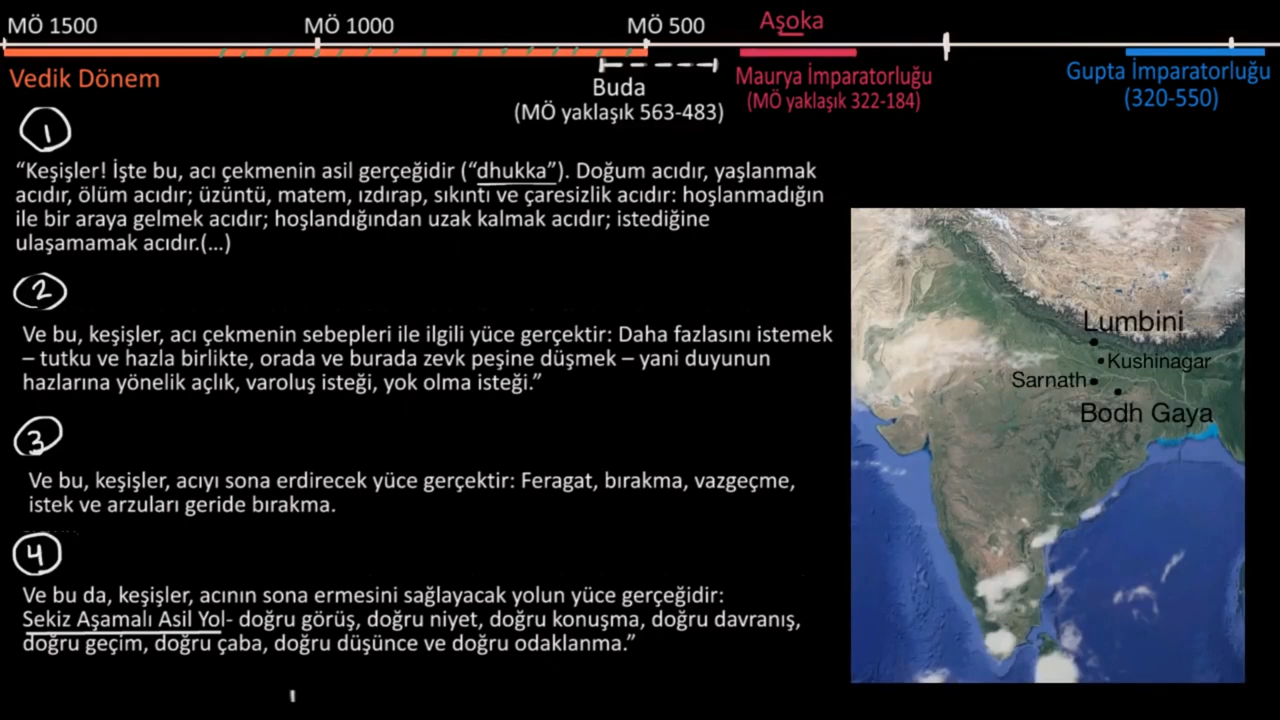 MÖ 1500
MÖ 1000
MÖ 500
Aşoka
Vedik Dönem
Buda
(MÖ yaklaşık 563-483)
Maurya İmparatorluğu
(MÖ yaklaşık 322-184)
Gupta İmparatorluğu
(320-550)
1
“Keşişler! İşte bu, acı çekmenin asil gerçeğidir (“dhukka”). Doğum acıdır, yaşlanmak
acıdır, ölüm acıdır; üzüntü, matem, ızdırap, sıkıntı ve çaresizlik acıdır: hoşlanmadığın
ile bir araya gelmek acıdır; hoşlandığından uzak kalmak acıdır; istediğine
ulaşamamak acıdır.(...)
2
Ve bu, keşişler, acı çekmenin sebepleri ile ilgili yüce gerçektir: Daha fazlasını istemek
– tutku ve hazla birlikte, orada ve burada zevk peşine düşmek – yani duyunun
hazlarına yönelik açlık, varoluş isteği, yok olma isteği.”
3
Ve bu, keşişler, acıyı sona erdirecek yüce gerçektir: Feragat, bırakma, vazgeçme,
istek ve arzuları geride bırakma.
4
Ve bu da, keşişler, acının sona ermesini sağlayacak yolun yüce gerçeğidir:
Sekiz Aşamalı Asil Yol- doğru görüş, doğru niyet, doğru konuşma, doğru davranış,
doğru geçim, doğru çaba, doğru düşünce ve doğru odaklanma.”
Lumbini
Kushinagar
Sarnath
Bodh Gaya